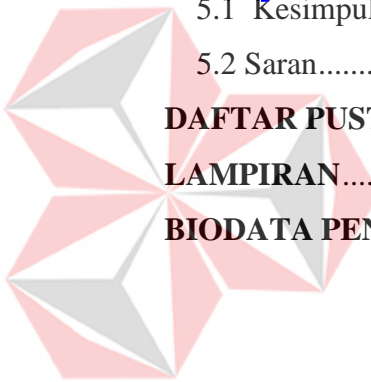 5.1 Kesimpul
5.2 Saran.......
DAFTAR PUST
LAMPIRAN....
BIODATA PEN